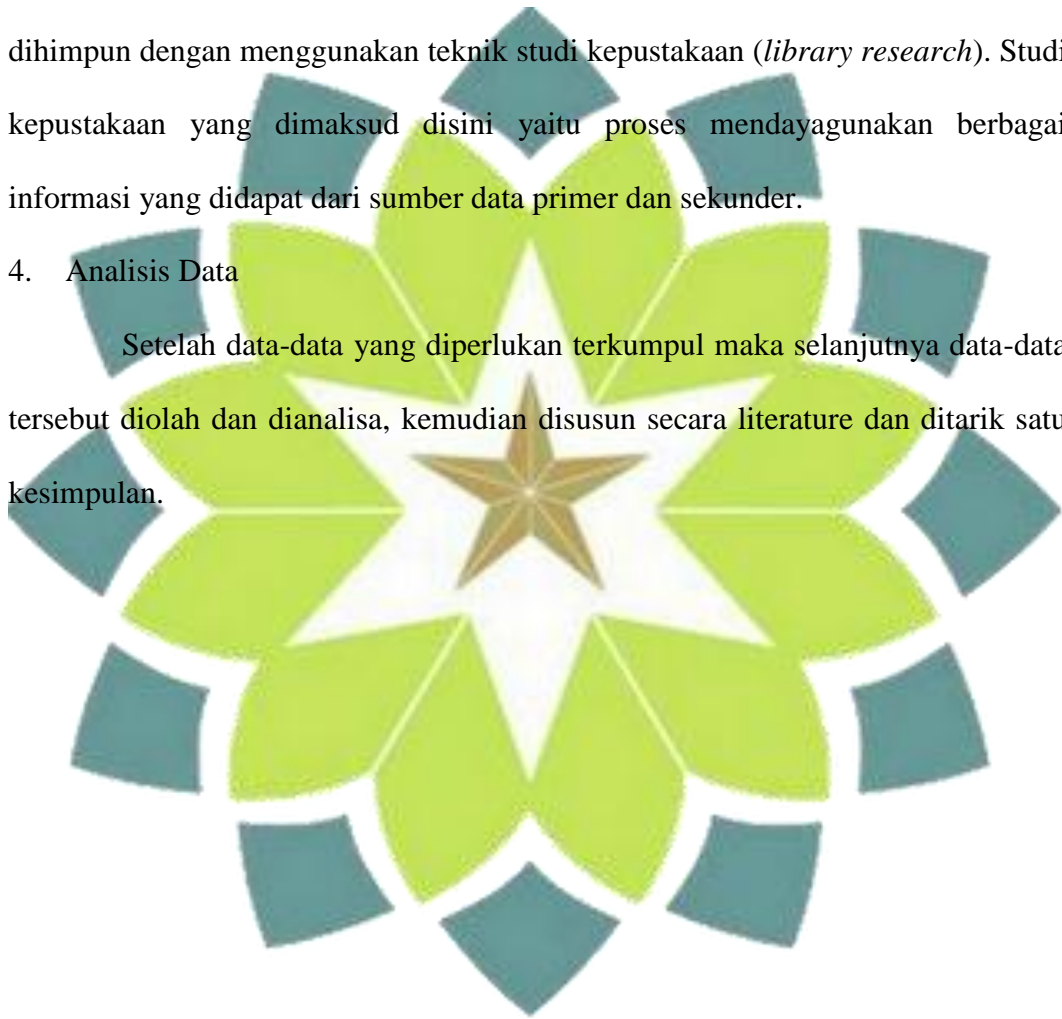 dihimpun dengan menggunakan teknik studi kepustakaan (library research). Studi
kepustakaan yang dimaksud disini yaitu proses mendayagunakan berbagai
informasi yang didapat dari sumber data primer dan sekunder.
4. Analisis Data
Setelah data-data yang diperlukan terkumpul maka selanjutnya data-data
tersebut diolah dan dianalisa, kemudian disusun secara literature dan ditarik satu
kesimpulan.